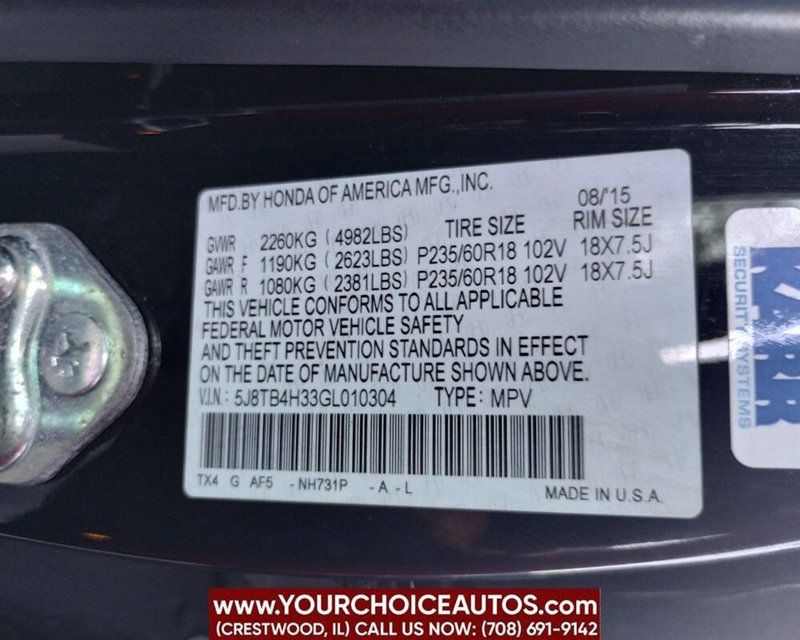 MFD.BY HONDA OF AMERICA MFG.,INC. 08/'15
TIRE SIZE RIM SIZE
GVWR 2260KG (4982LBS)
GAWR F 1190KG (2623LBS) P235/60R18 102V 18X7.5J
GAWR R 1080KG (2381LBS) P235/60R18 102V 18X7.5J
THIS VEHICLE CONFORMS TO ALL APPLICABLE
FEDERAL MOTOR VEHICLE SAFETY
AND THEFT PREVENTION STANDARDS IN EFFECT
ON THE DATE OF MANUFACTURE SHOWN ABOVE.
V.I.N.: 5J8TB4H33GL010304 TYPE: MPV
TX4 G AF5 -NH731P -A-L
MADE IN U.S.A.
SECURITY SYSTEMS
www.YOURCHOICEAUTOS.com
(CRESTWOOD, IL) CALL US NOW: (708) 691-9142